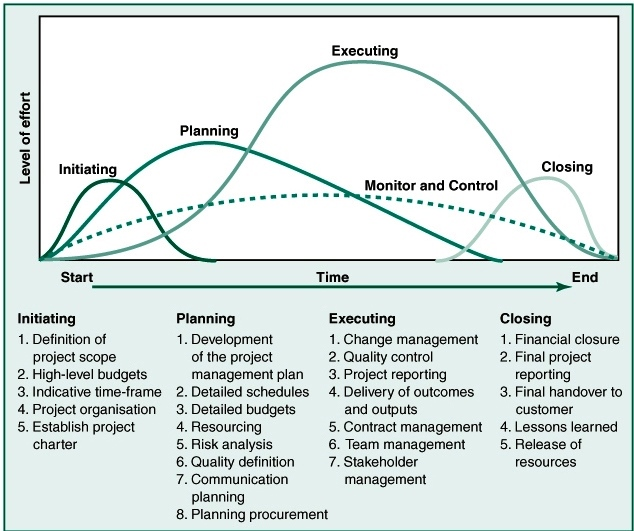 Executing
Level of effort
Planning
Initiating
Closing
Monitor and Control
Start
Time
End
Initiating
1. Definition of
project scope
2. High-level budgets
3. Indicative time-frame
4. Project organisation
5. Establish project
charter
Planning
1. Development
of the project
management plan
2. Detailed schedules
3. Detailed budgets
4. Resourcing
5. Risk analysis
6. Quality definition
7. Communication
planning
8. Planning procurement
Executing
1. Change management
2. Quality control
3. Project reporting
4. Delivery of outcomes
and outputs
5. Contract management
6. Team management
7. Stakeholder
management
Closing
1. Financial closure
2. Final project
reporting
3. Final handover to
customer
4. Lessons learned
5. Release of
resources